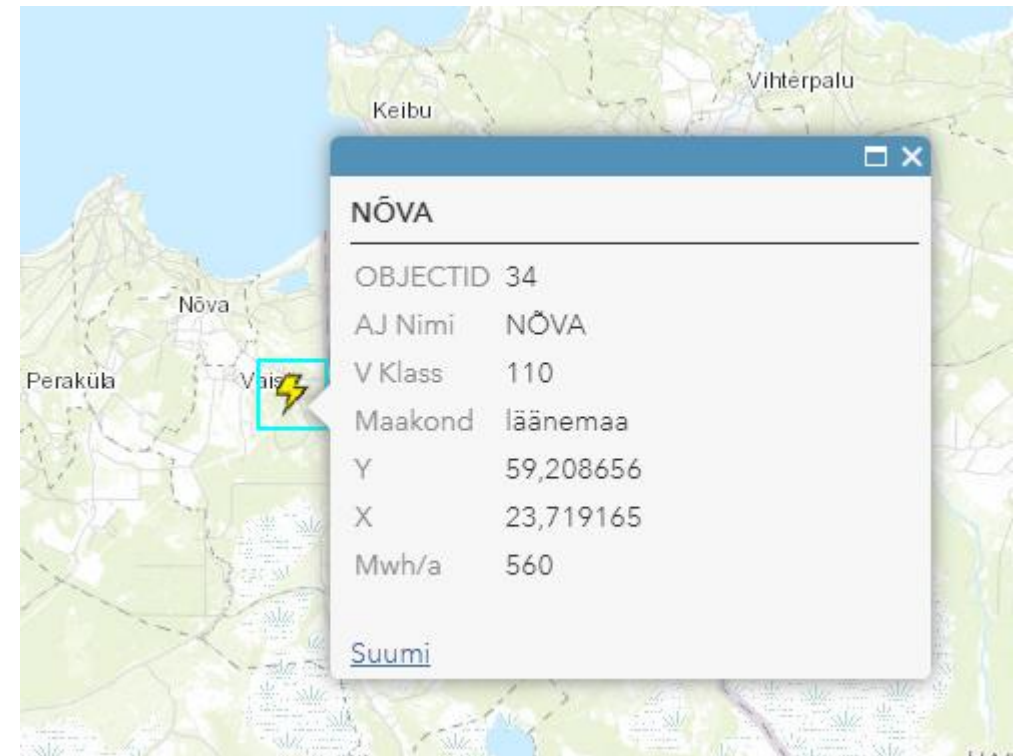 Vihterpalu
Keibu
NÕVA
OBJECTID 34
AJ Nimi NÕVA
V Klass 110
Maakond läänemaa
Y 59,208656
X 23,719165
Mwh/a 560
Suumi
Nõva
Peraküla